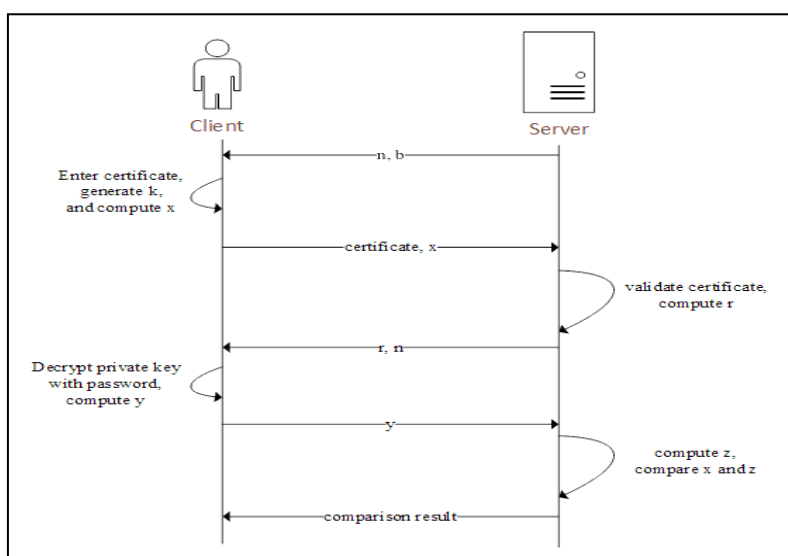 Client
Server
n, b
Enter certificate,
generate k,
and compute x
certificate, x
validate certificate,
compute r
r, n
Decrypt private key
with password,
compute y
y
compute z,
compare x and z
comparison result